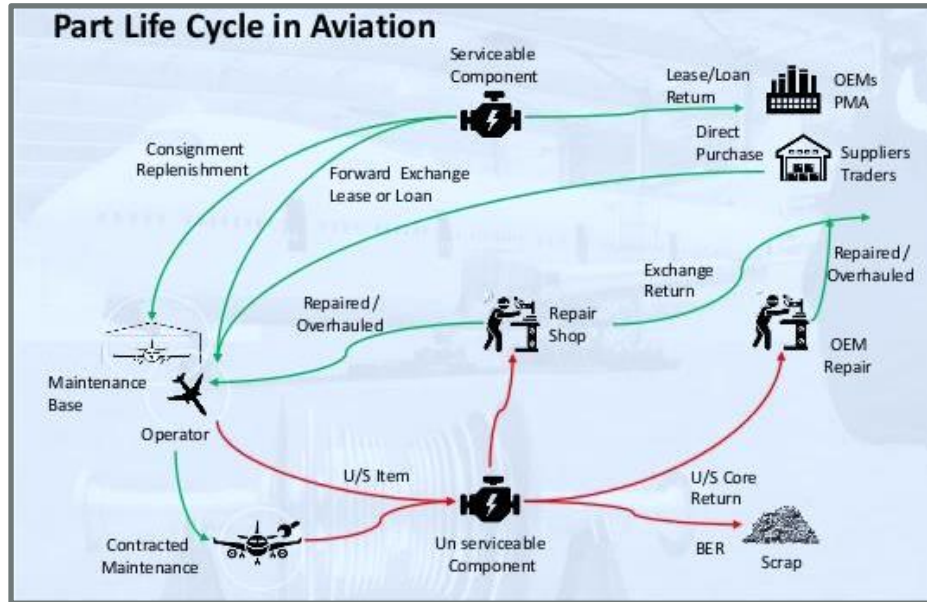 Part Life Cycle in Aviation
Serviceable
Component
Lease/Loan
Return
OEMs
PMA
Consignment
Replenishment
Forward Exchange
Lease or Loan
Direct
Purchase
Suppliers
Traders
Repaired /
Overhauled
Repair
Shop
Exchange
Return
Repaired /
Overhauled
OEM
Repair
Maintenance
Base
Operator
U/S Item
U/S Core
Return
Contracted
Maintenance
Un serviceable
Component
BER
Scrap